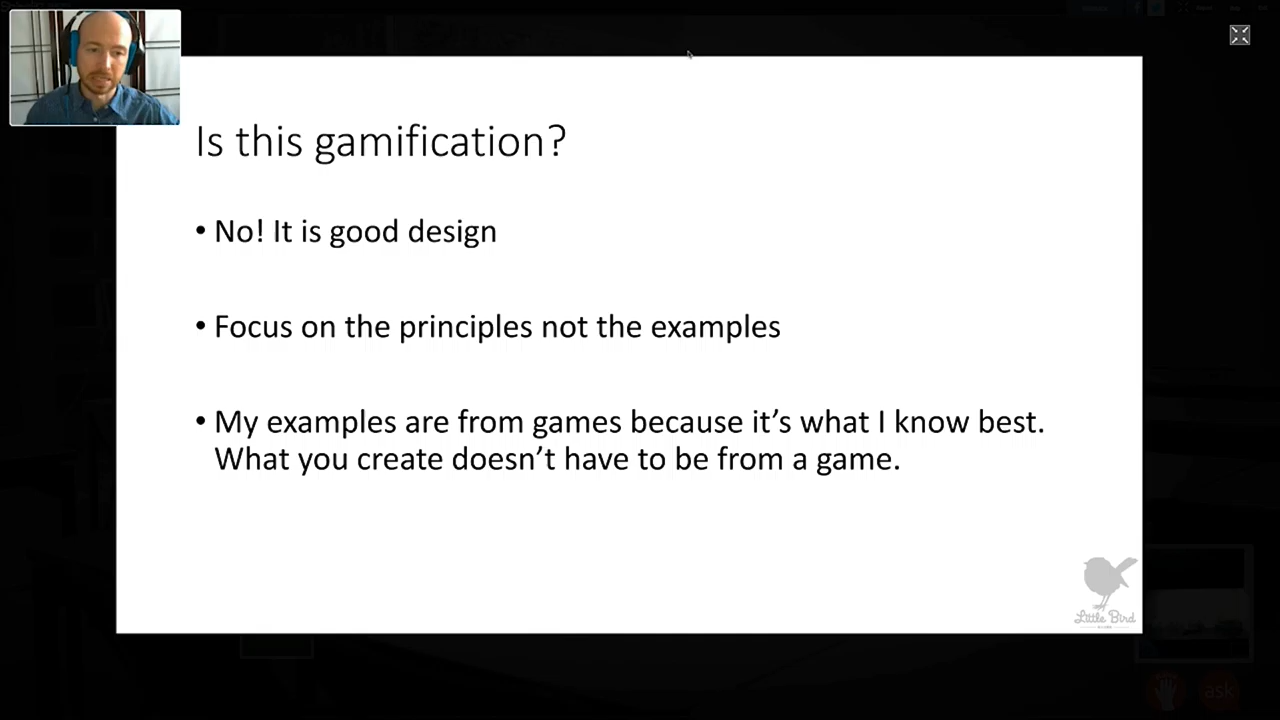 Is this gamification?
• No! It is good design
• Focus on the principles not the examples
• My examples are from games because it’s what I know best.
What you create doesn’t have to be from a game.
Little Bird
ask